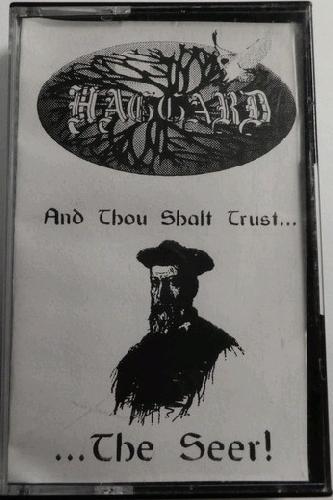 HAGGARD
And Thou Shalt Trust...
...The Seer!